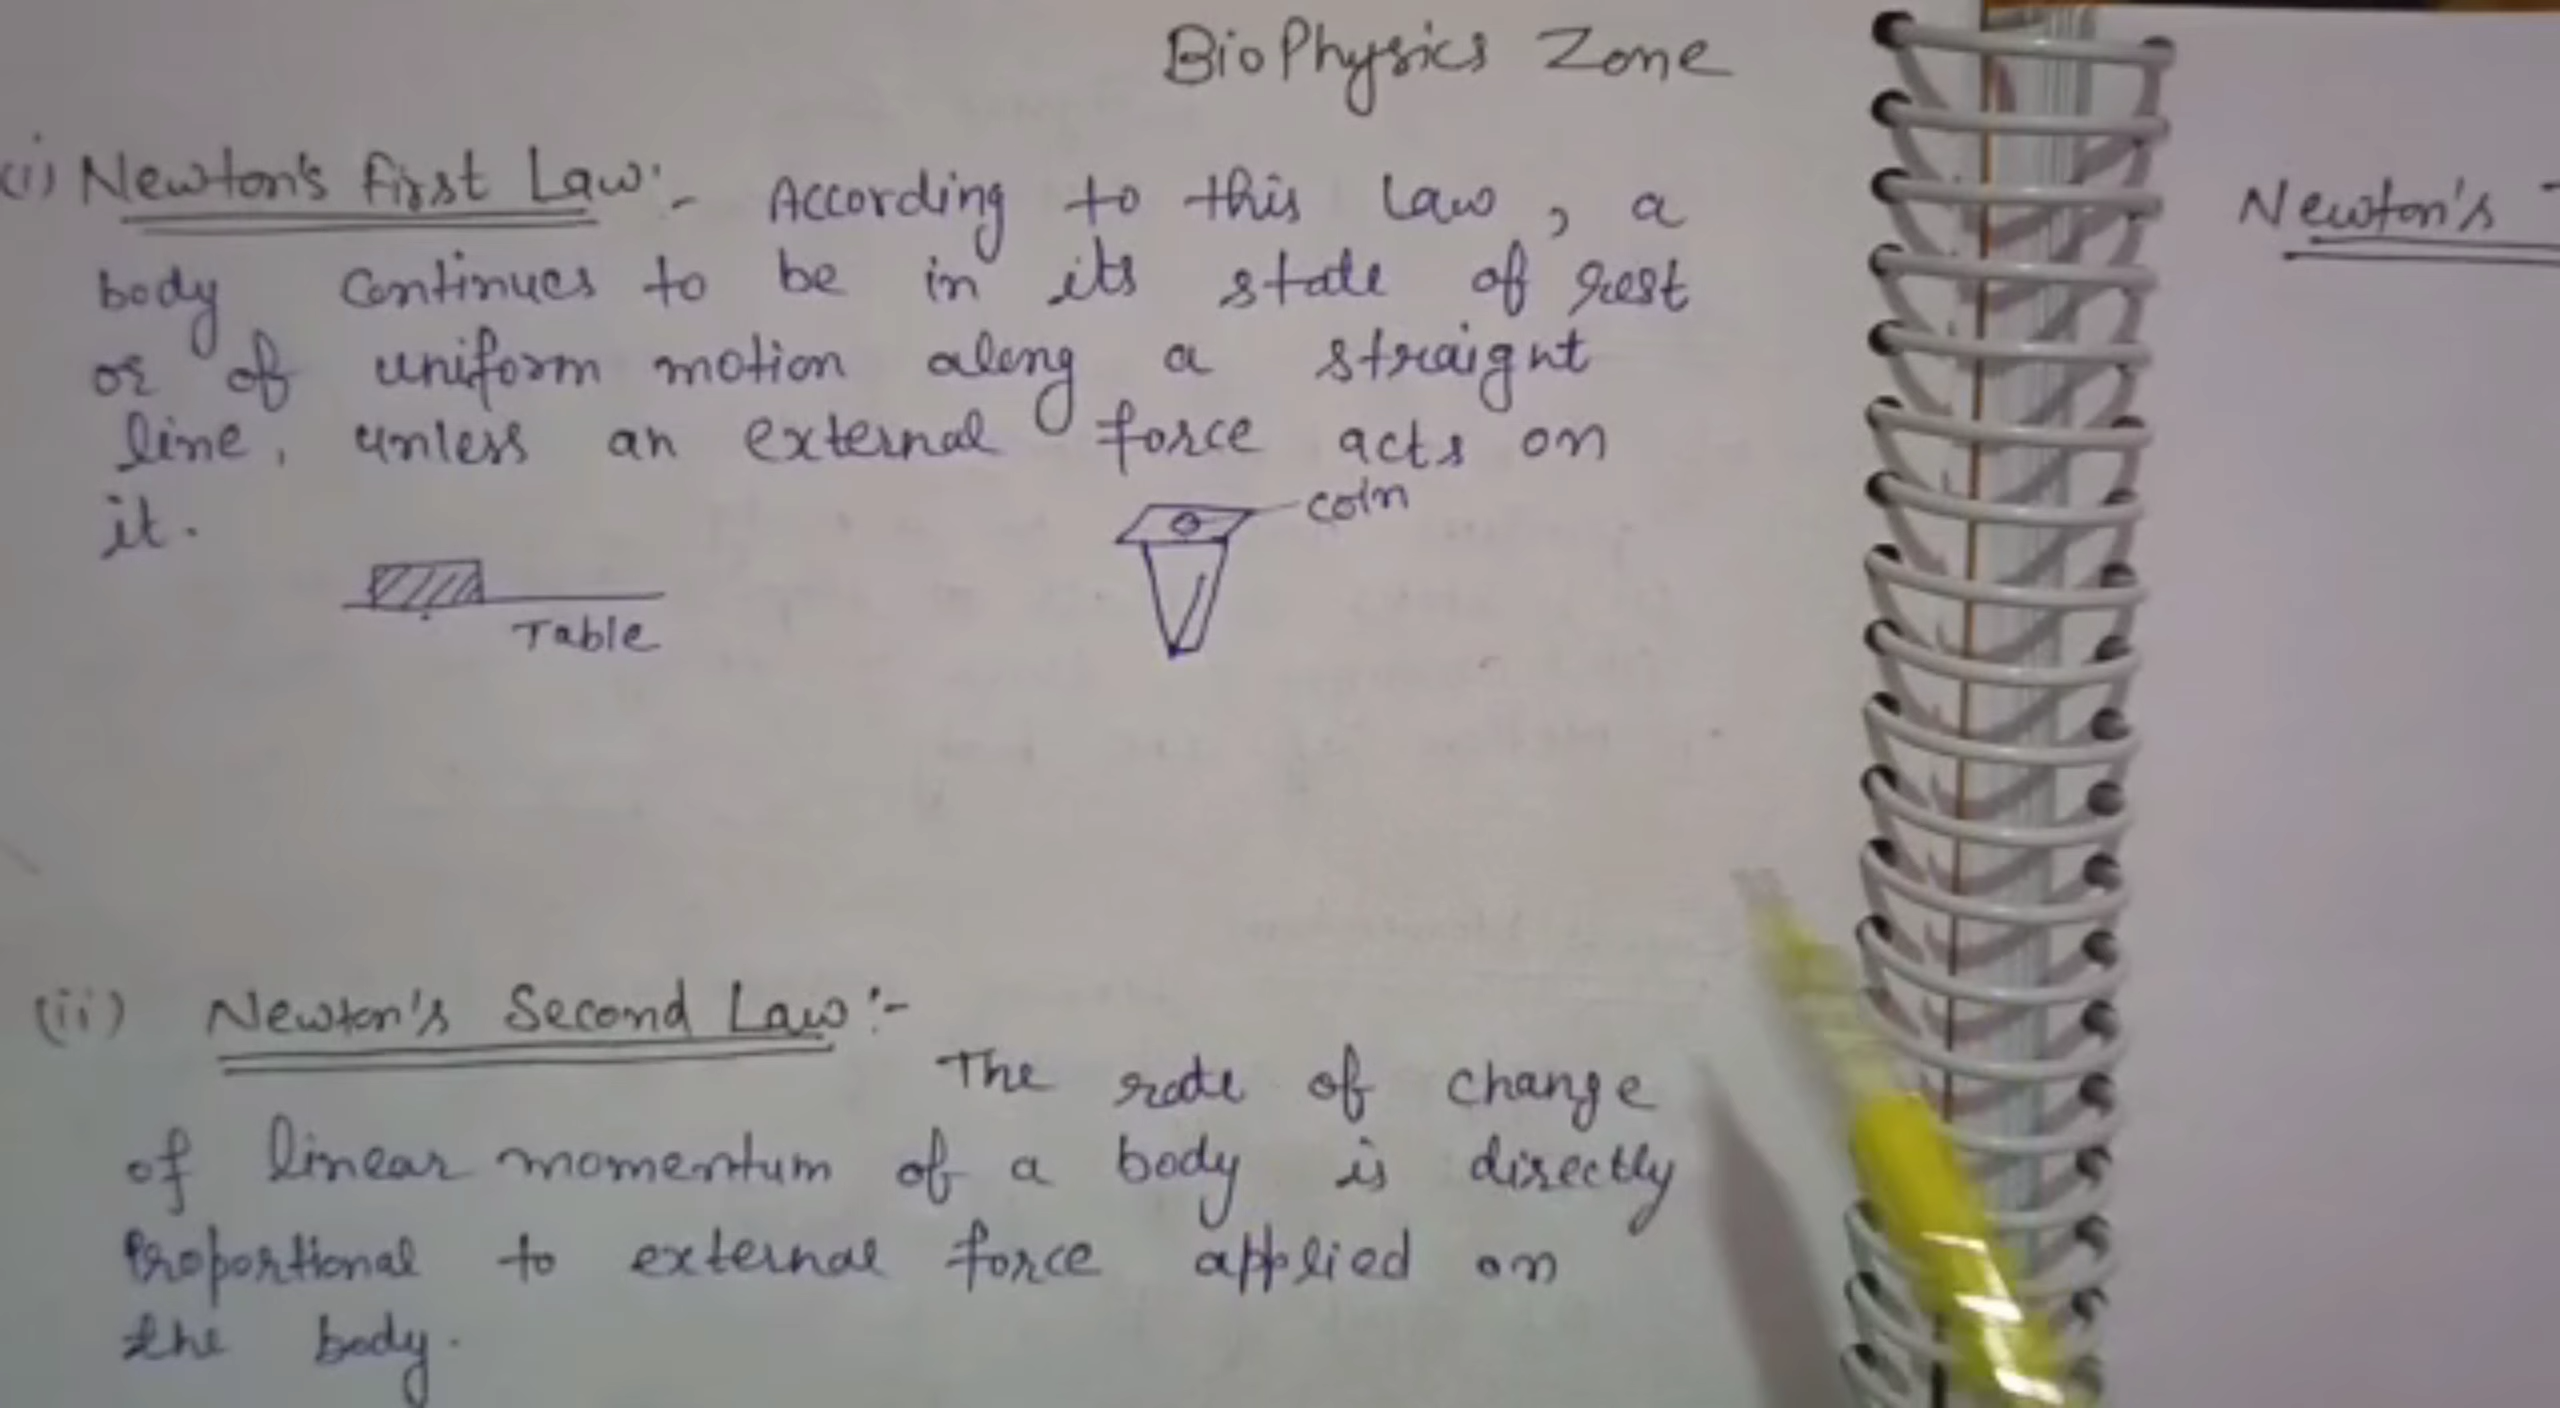 BioPhysics Zone
(i) Newton's First Law:- According to this law, a
body continues to be in its state of rest
or of uniform motion along a straight
line, unless an external force acts on
it.
coin
Table
(ii) Newton's Second Law:-
The rate of change
of linear momentum of a body is directly
proportional to external force applied on
the body.
Newton's